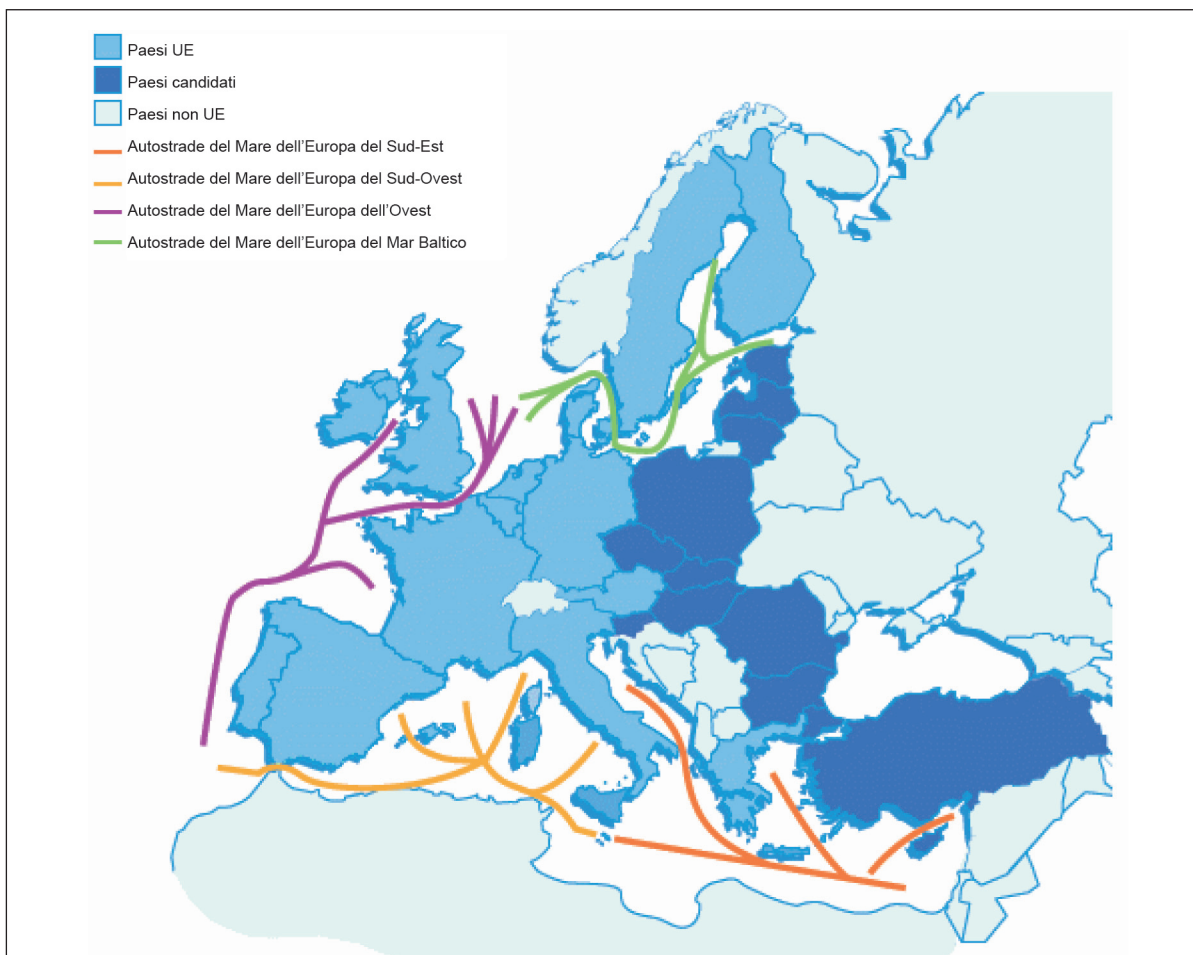 Paesi UE
Paesi candidati
Paesi non UE
Autostrade del Mare dell'Europa del Sud-Est
Autostrade del Mare dell'Europa del Sud-Ovest
Autostrade del Mare dell'Europa dell'Ovest
Autostrade del Mare dell'Europa del Mar Baltico